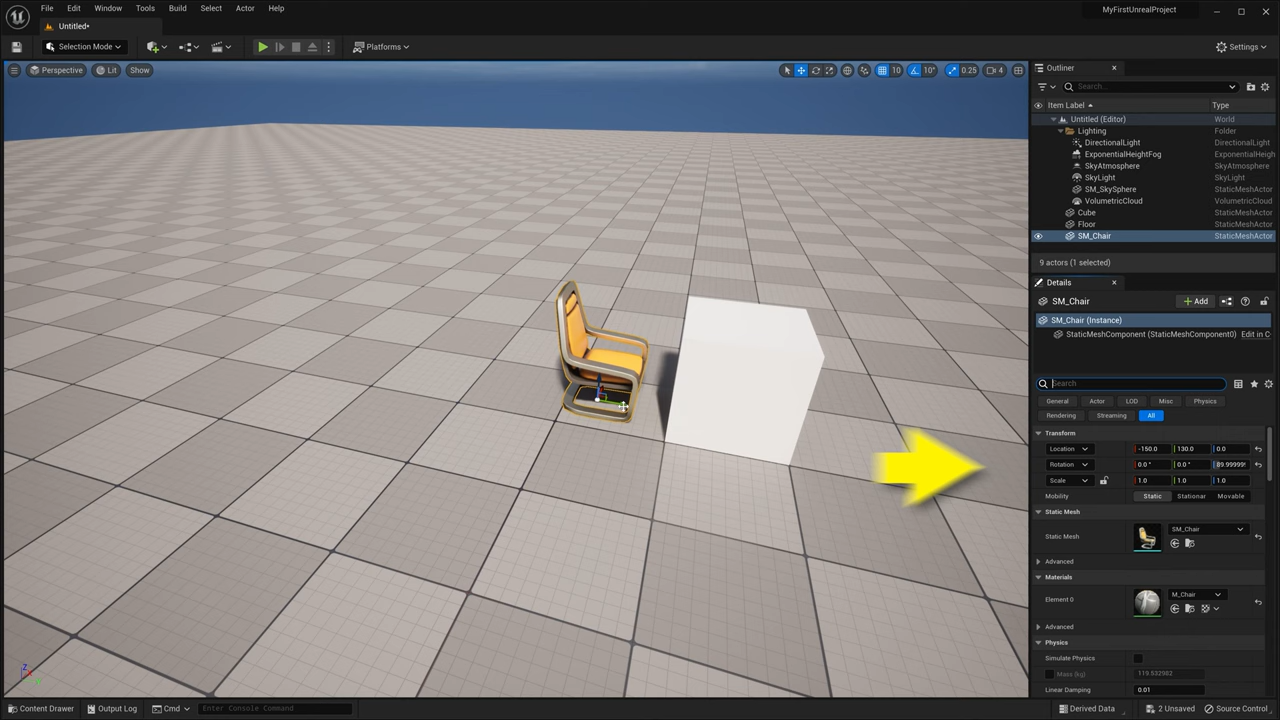 File Edit Window Tools Build Select Actor Help
MyFirstUnrealProject
Untitled*
Selection Mode
Platforms
Settings
Perspective Lit Show
10 10° 0.25 4
Outliner
Search...
Item Label Type
Untitled (Editor) World
Lighting Folder
DirectionalLight DirectionalLight
ExponentialHeightFog ExponentialHeigh
SkyAtmosphere SkyAtmosphere
SkyLight SkyLight
SM_SkySphere StaticMeshActor
VolumetricCloud VolumetricCloud
Cube StaticMeshActor
Floor StaticMeshActor
SM_Chair StaticMeshActor
9 actors (1 selected)
Details
SM_Chair
Add
SM_Chair (Instance)
StaticMeshComponent (StaticMeshComponent0) Edit in C
Search
General Actor LOD Misc Physics
Rendering Streaming All
Transform
Location -150.0 130.0 0.0
Rotation 0.0 ° 0.0 ° 89.99999
Scale 1.0 1.0 1.0
Mobility Static Stationar Movable
Static Mesh
Static Mesh SM_Chair
Advanced
Materials
Element 0 M_Chair
Advanced
Physics
Simulate Physics
Mass (kg) 119.532982
Linear Damping 0.01
Z
Content Drawer Output Log Cmd Enter Console Command
Derived Data 2 Unsaved Source Control